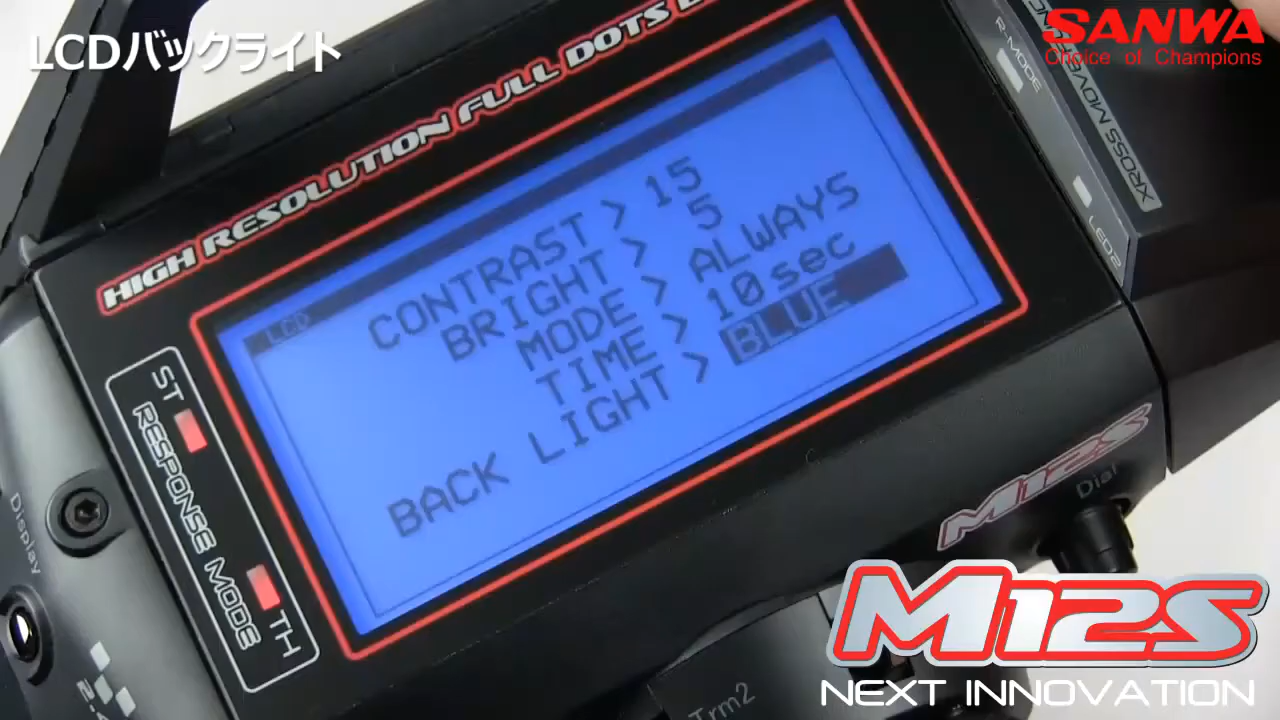 LCDバックライト
SANWA
Choice of Champions
HIGH RESOLUTION FULL DOTS
R-MODE
XROSS MOVE
LED2
LCD
CONTRAST > 15
BRIGHT > 5
MODE > ALWAYS
TIME > 10sec
BACK LIGHT > BLUE
ST
RESPONSE MODE
TH
Display
M12S
Dial
Trm2
M12S
NEXT INNOVATION